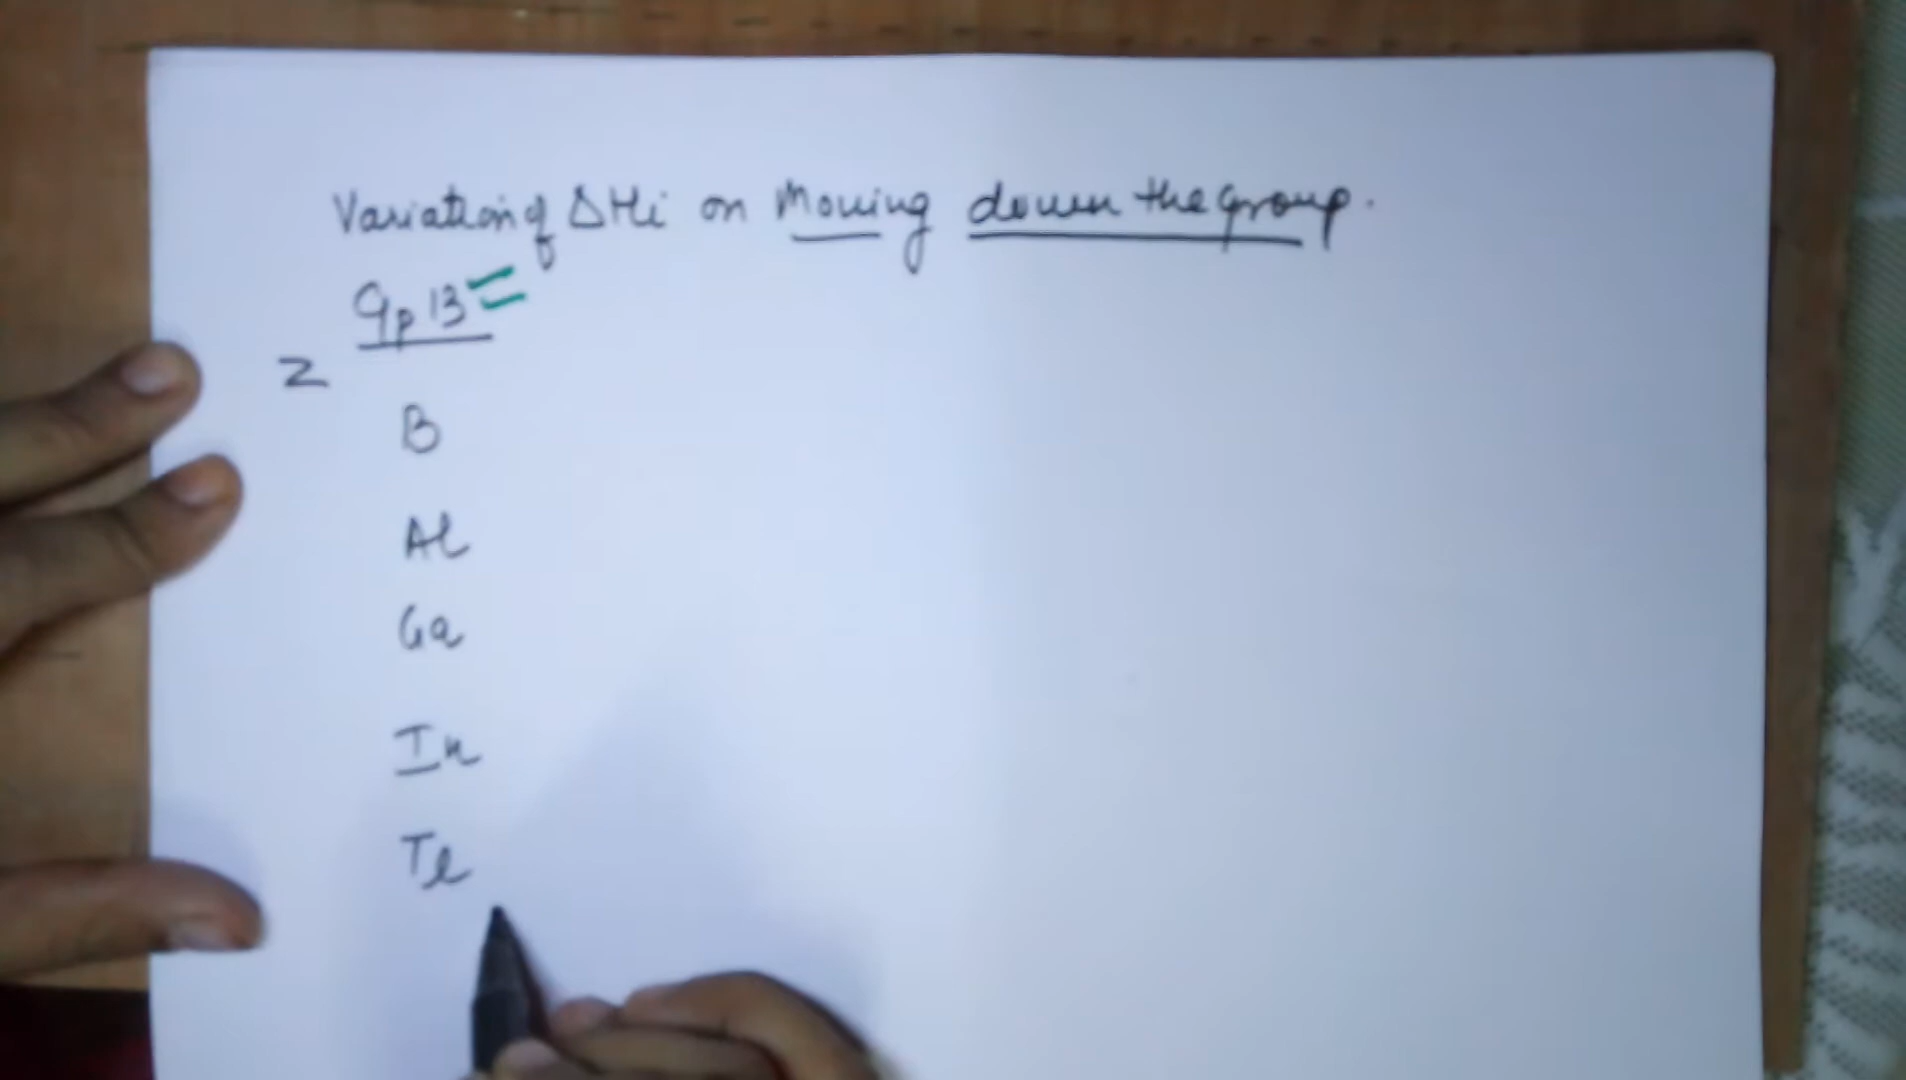 Variation of ΔHi on Moving down the group.
Gp 13 =
Z
B
Al
Ga
In
Tl